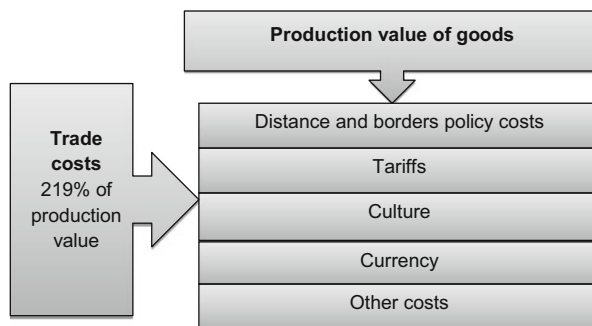 Production value of goods
Trade
costs
219% of
production
value
Distance and borders policy costs
Tariffs
Culture
Currency
Other costs